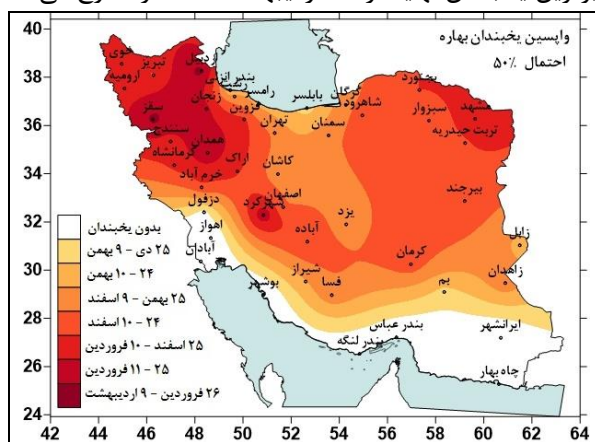 واپسین یخبندان بهاره
احتمال ۵۰٪
40
38
36
34
32
30
28
26
24
42 44 46 48 50 52 54 56 58 60 62 64
خوی
تبریز
اردبیل
ارومیه
بندر انزلی
رشت
رامسر
بابلسر
گرگان
بجنورد
زنجان
قزوین
شاهرود
سبزوار
مشهد
سقز
تهران
سمنان
تربت حیدریه
سنندج
همدان
کرمانشاه
اراک
کاشان
خرم آباد
اصفهان
بیرجند
دزفول
شهرکرد
یزد
اهواز
آباده
زابل
آبادان
کرمان
شیراز
فسا
زاهدان
بوشهر
بم
بندر عباس
ایرانشهر
بندر لنگه
چاه بهار
بدون یخبندان
۲۵ دی - ۹ بهمن
۲۴ - ۱۰ بهمن
۲۵ بهمن - ۹ اسفند
۲۴ - ۱۰ اسفند
۲۵ اسفند - ۱۰ فروردین
۲۵ - ۱۱ فروردین
۲۶ فروردین - ۹ اردیبهشت